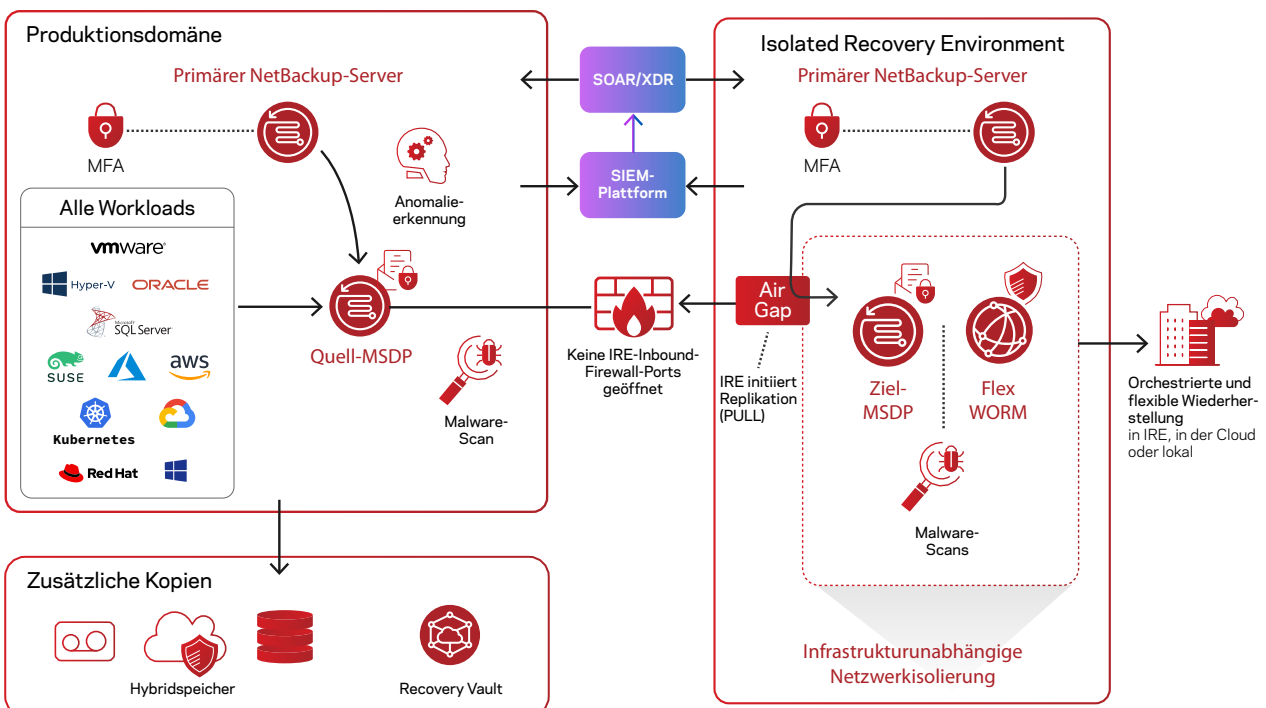 Produktionsdomäne
Primärer NetBackup-Server
MFA
Anomalie-
erkennung
Alle Workloads
vmware®
Hyper-V
ORACLE
Microsoft
SQL Server
SUSE
aws
Kubernetes
Red Hat
Quell-MSDP
Malware-
Scan
SOAR/XDR
SIEM-
Plattform
Keine IRE-Inbound-
Firewall-Ports
geöffnet
Isolated Recovery Environment
Primärer NetBackup-Server
MFA
Air
Gap
IRE initiiert
Replikation
(PULL)
Ziel-
MSDP
Flex
WORM
Malware-
Scans
Infrastrukturunabhängige
Netzwerkisolierung
Orchestrierte und
flexible Wiederher-
stellung
in IRE, in der Cloud
oder lokal
Zusätzliche Kopien
Hybridspeicher
Recovery Vault